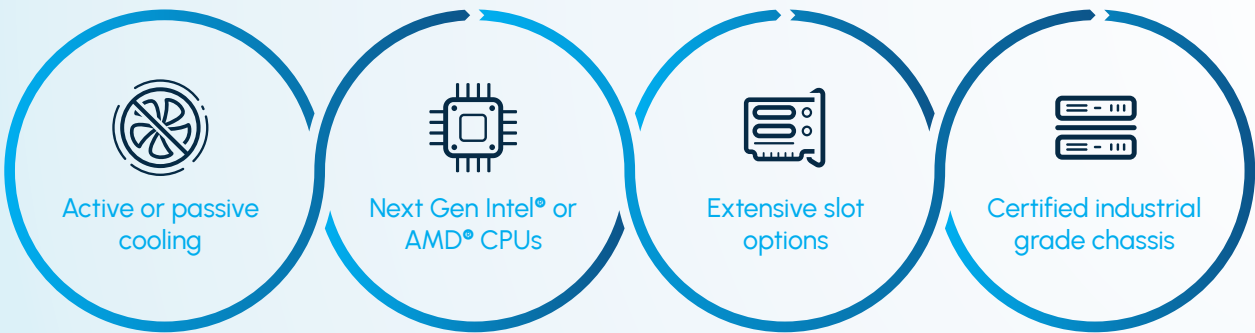 Active or passive
cooling
Next Gen Intel® or
AMD® CPUs
Extensive slot
options
Certified industrial
grade chassis